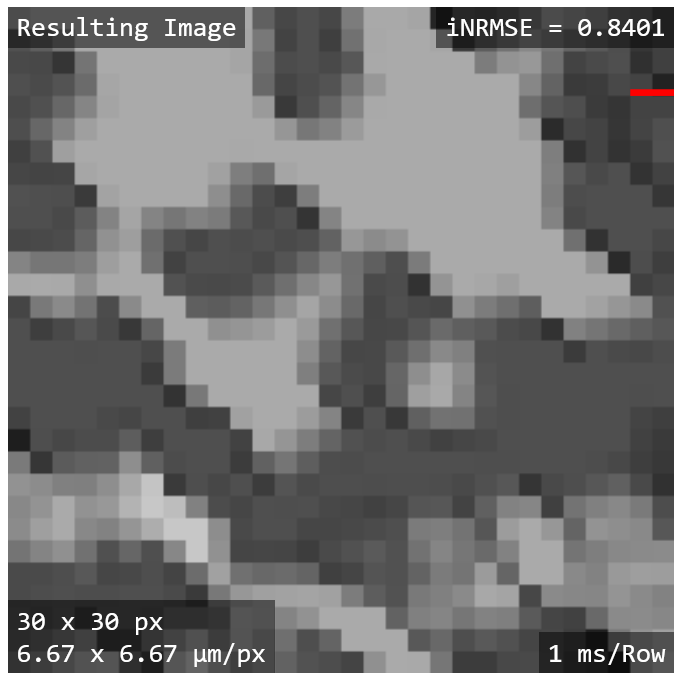 Resulting Image
iNRMSE = 0.8401
30 x 30 px
6.67 x 6.67 µm/px
1 ms/Row